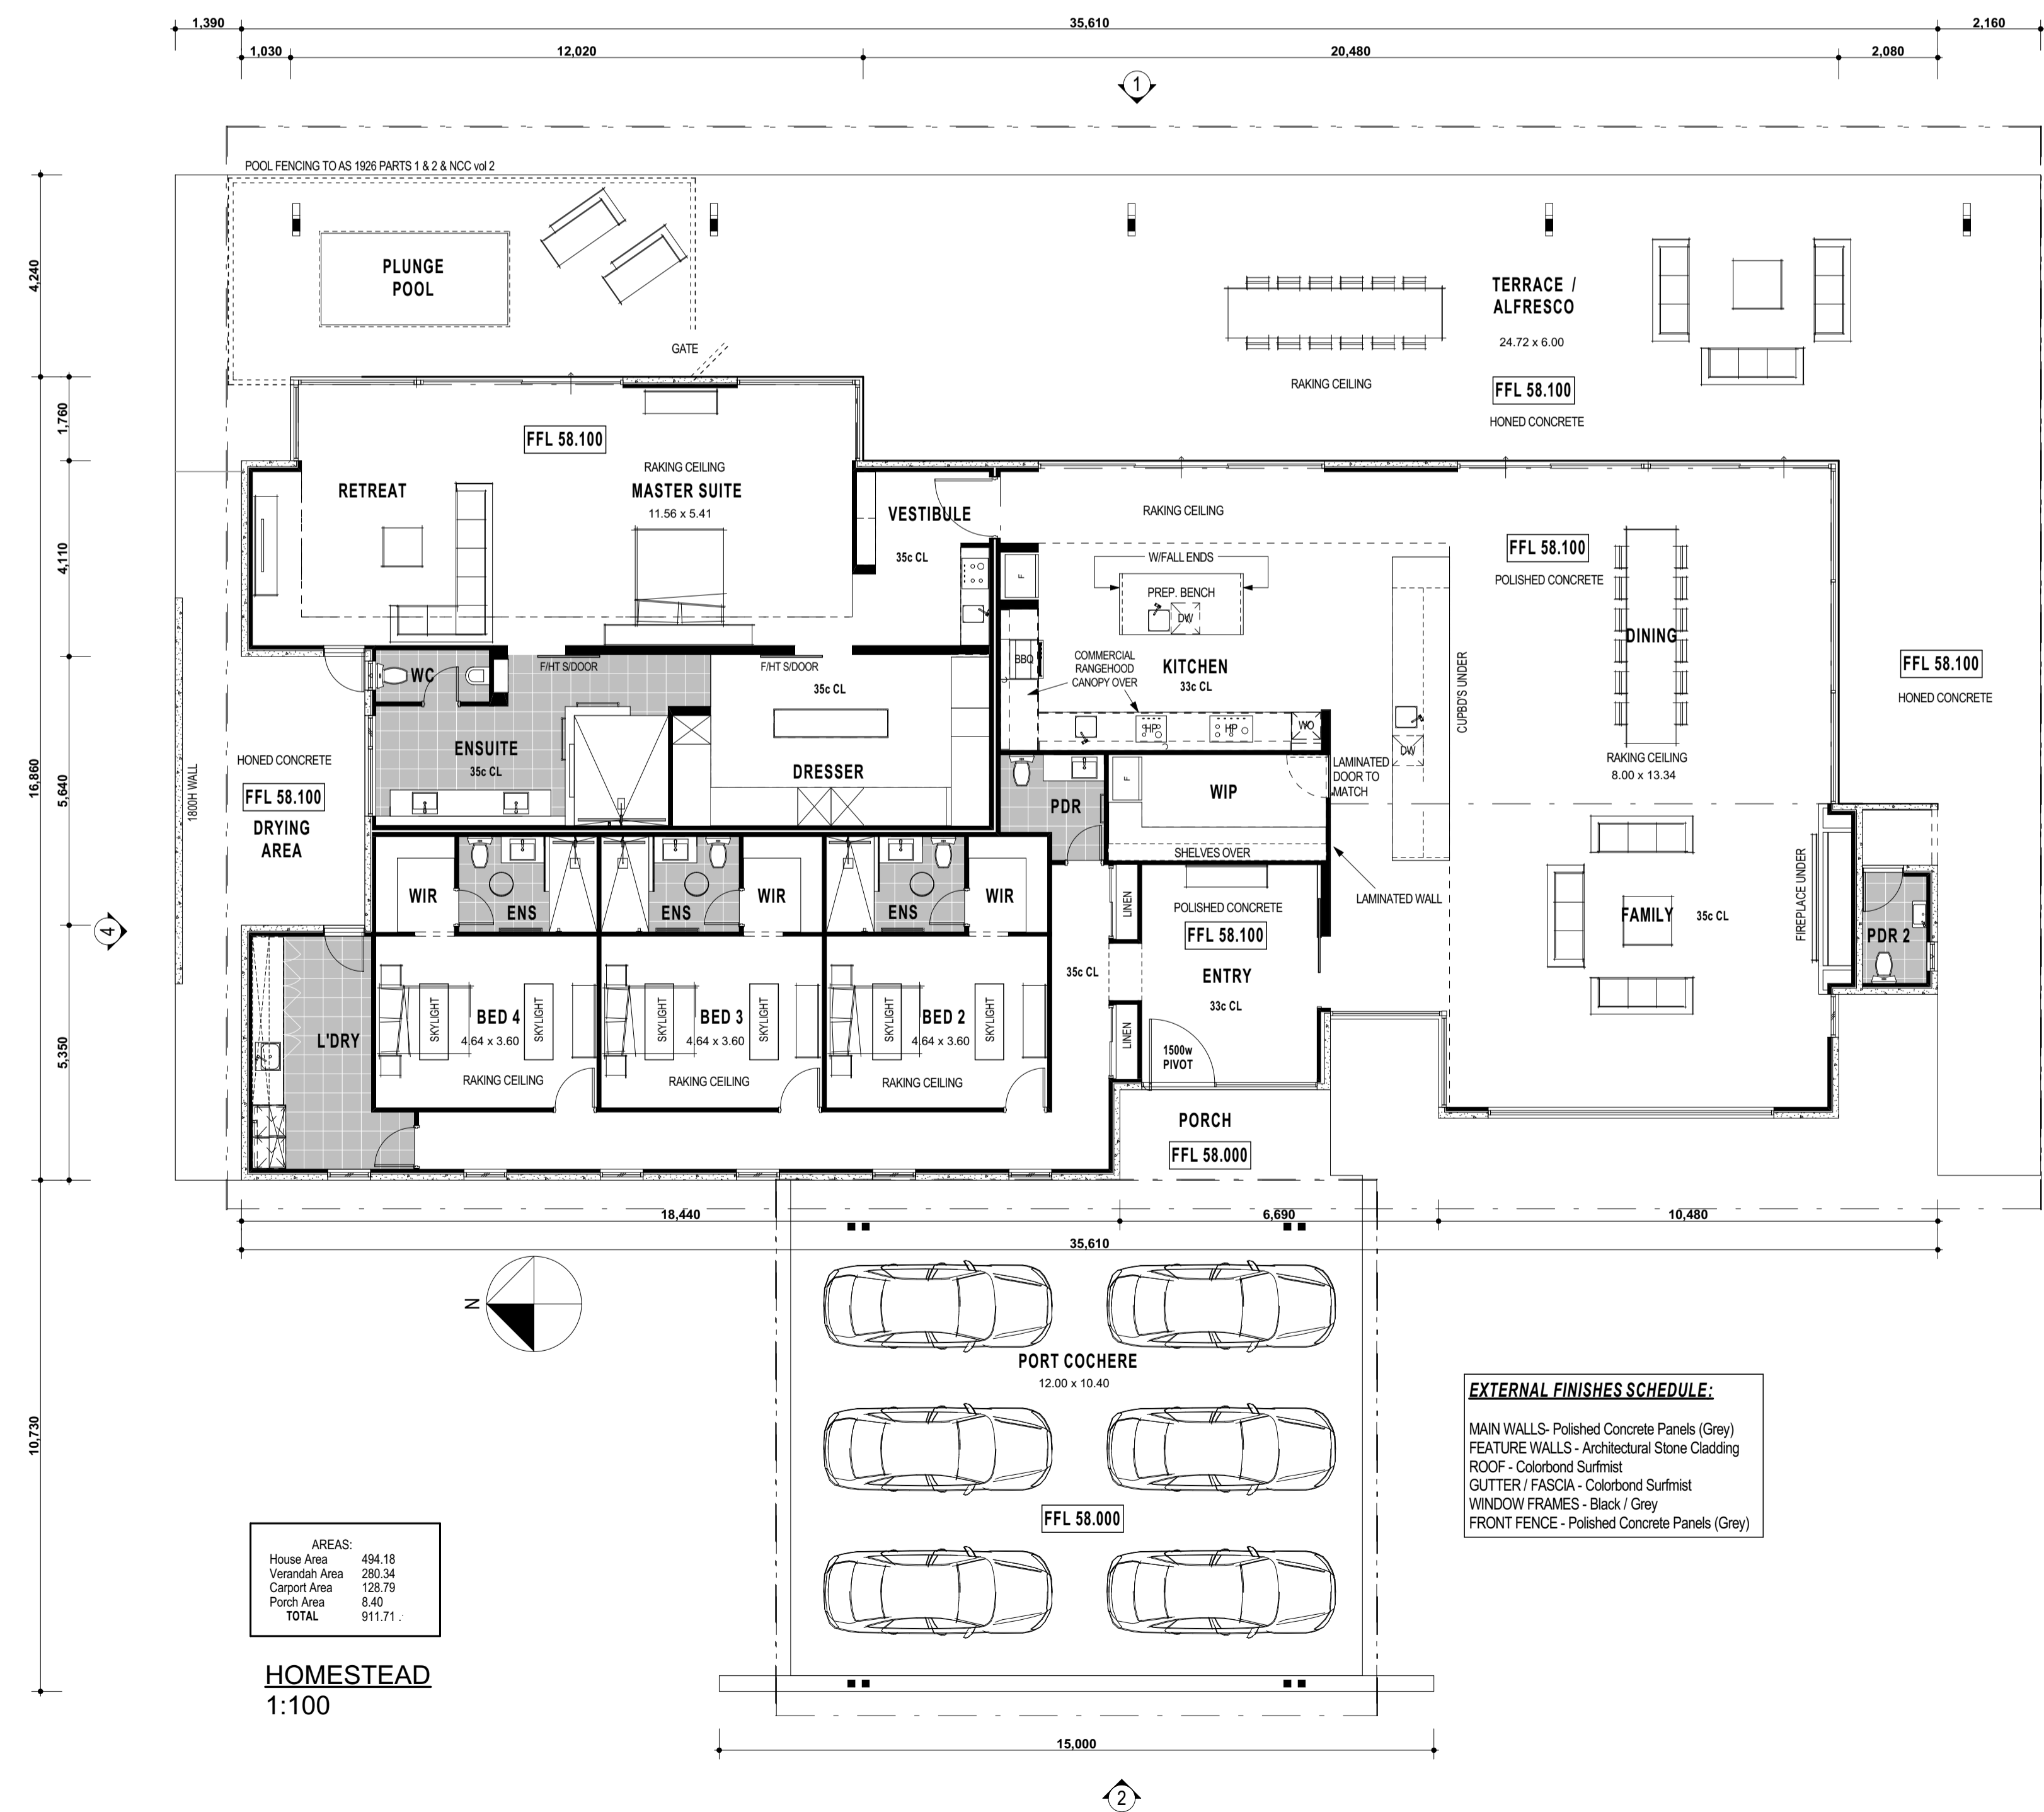 1,390
35,610
2,160
1,030
12,020
20,480
2,080
1
POOL FENCING TO AS 1926 PARTS 1 & 2 & NCC vol 2
PLUNGE
POOL
GATE
TERRACE /
ALFRESCO
24.72 x 6.00
RAKING CEILING
FFL 58.100
HONED CONCRETE
4,240
1,760
4,110
16,860
5,640
5,350
10,730
FFL 58.100
RAKING CEILING
RETREAT
MASTER SUITE
11.56 x 5.41
VESTIBULE
35c CL
RAKING CEILING
F
W/FALL ENDS
PREP. BENCH
DW
FFL 58.100
POLISHED CONCRETE
DINING
RAKING CEILING
8.00 x 13.34
BBQ
COMMERCIAL
RANGEHOOD
CANOPY OVER
KITCHEN
33c CL
HP
HP
WO
CUPBD'S UNDER
DW
FFL 58.100
HONED CONCRETE
WC
F/HT S/DOOR
F/HT S/DOOR
35c CL
ENSUITE
35c CL
DRESSER
HONED CONCRETE
FFL 58.100
DRYING
AREA
1800H WALL
PDR
F
WIP
SHELVES OVER
LAMINATED
DOOR TO
MATCH
LAMINATED WALL
4
WIR
ENS
ENS
WIR
ENS
WIR
LINEN
POLISHED CONCRETE
FFL 58.100
ENTRY
33c CL
35c CL
LINEN
1500w
PIVOT
FAMILY
35c CL
FIREPLACE UNDER
PDR 2
L'DRY
SKYLIGHT
BED 4
4.64 x 3.60
SKYLIGHT
RAKING CEILING
SKYLIGHT
BED 3
4.64 x 3.60
SKYLIGHT
RAKING CEILING
SKYLIGHT
BED 2
4.64 x 3.60
SKYLIGHT
RAKING CEILING
PORCH
FFL 58.000
18,440
6,690
10,480
35,610
N
PORT COCHERE
12.00 x 10.40
FFL 58.000
EXTERNAL FINISHES SCHEDULE:
MAIN WALLS- Polished Concrete Panels (Grey)
FEATURE WALLS - Architectural Stone Cladding
ROOF - Colorbond Surfmist
GUTTER / FASCIA - Colorbond Surfmist
WINDOW FRAMES - Black / Grey
FRONT FENCE - Polished Concrete Panels (Grey)
AREAS:
House Area 494.18
Verandah Area 280.34
Carport Area 128.79
Porch Area 8.40
TOTAL 911.71
HOMESTEAD
1:100
15,000
2